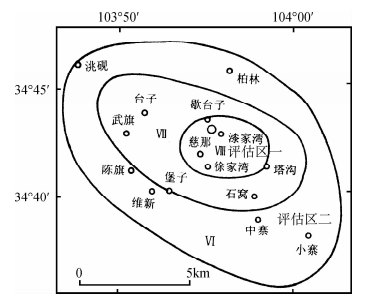 103°50′
104°00′
洮砚
柏林
34°45′
台子
歇台子
武旗
Ⅶ
慈那
漆家湾
Ⅷ
评估区一
陈旗
徐家湾
塔沟
堡子
34°40′
维新
石窝
中寨
评估区二
Ⅵ
小寨
0
5km